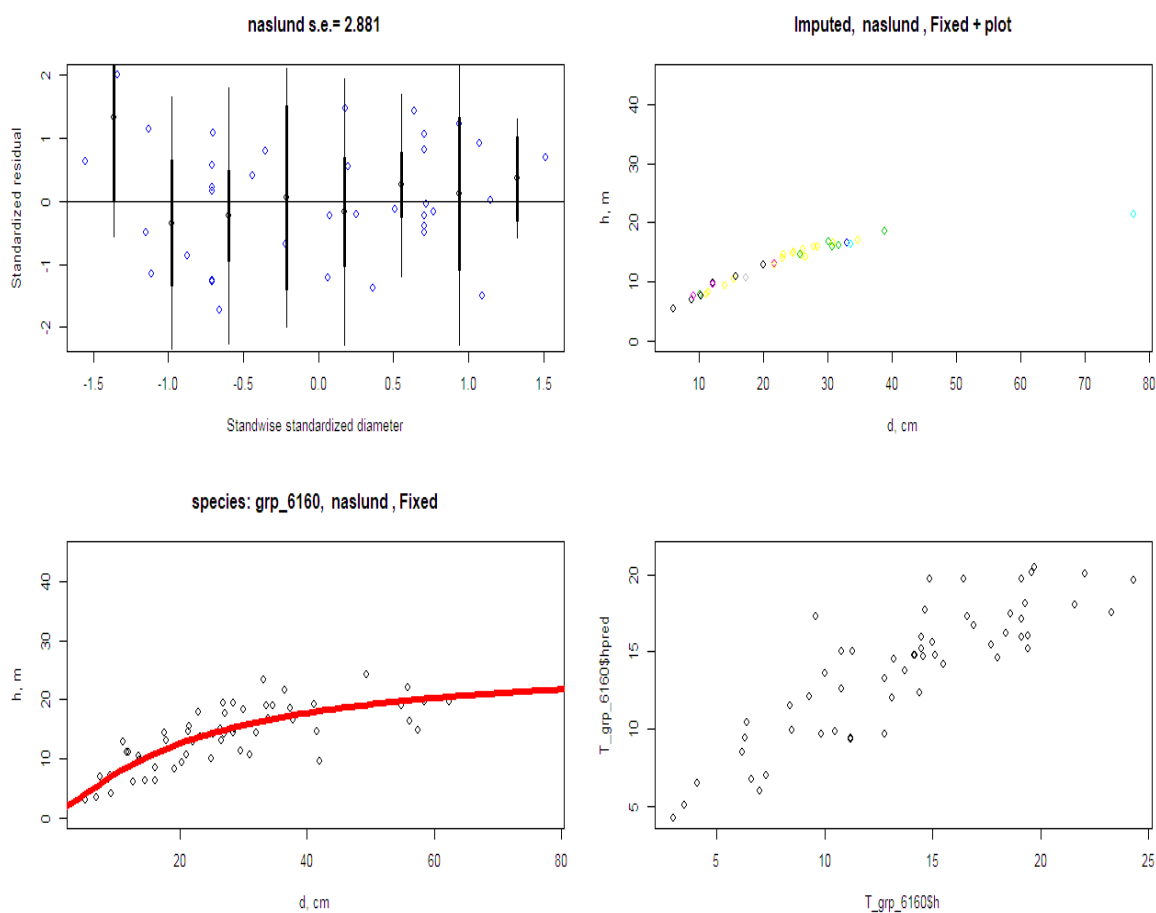 naslund s.e.= 2.881
Standardized residual
2
1
0
-1
-2
-1.5 -1.0 -0.5 0.0 0.5 1.0 1.5
Standwise standardized diameter
Imputed, naslund , Fixed + plot
h, m
40
30
20
10
0
10 20 30 40 50 60 70 80
d, cm
species: grp_6160, naslund , Fixed
h, m
40
30
20
10
0
20 40 60 80
d, cm
T_grp_6160$hpred
20
15
10
5
5 10 15 20 25
T_grp_6160$h